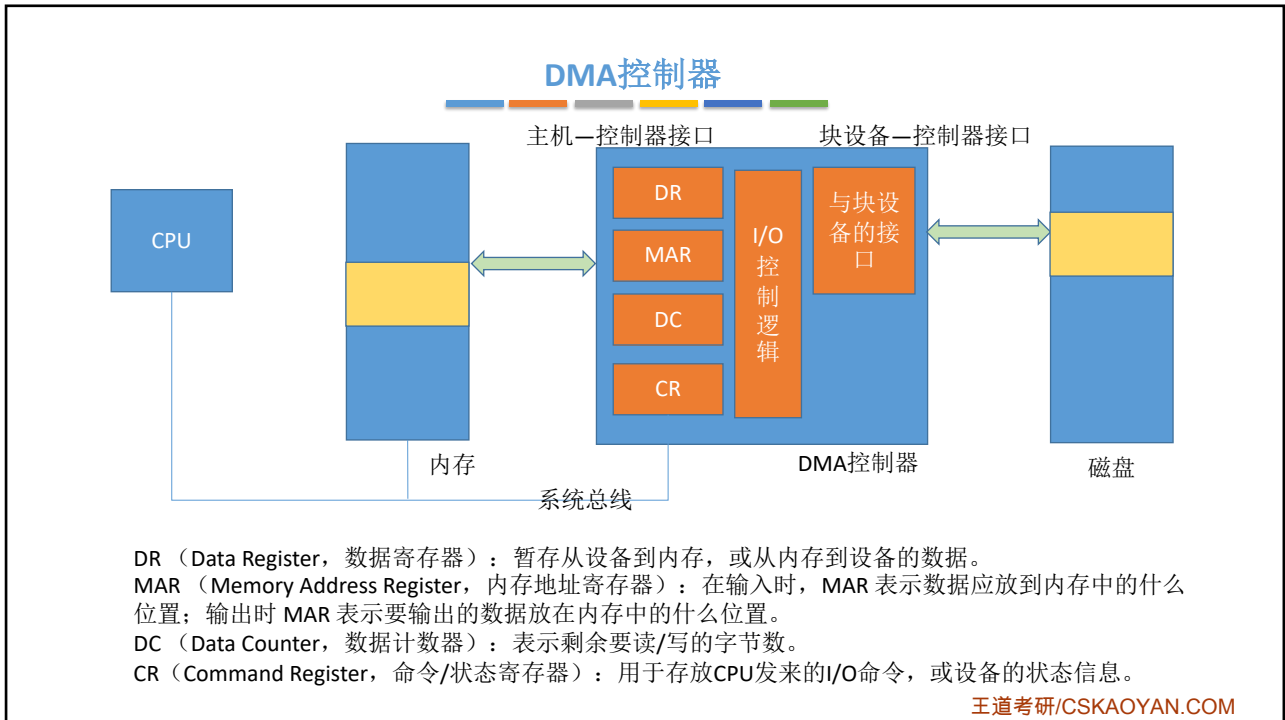 DMA控制器
主机—控制器接口
块设备—控制器接口
CPU
DR
MAR
DC
CR
I/O
控
制
逻
辑
与块设
备的接
口
内存
DMA控制器
磁盘
系统总线
DR （Data Register，数据寄存器）：暂存从设备到内存，或从内存到设备的数据。
MAR （Memory Address Register，内存地址寄存器）：在输入时，MAR 表示数据应放到内存中的什么
位置；输出时 MAR 表示要输出的数据放在内存中的什么位置。
DC （Data Counter，数据计数器）：表示剩余要读/写的字节数。
CR（Command Register，命令/状态寄存器）：用于存放CPU发来的I/O命令，或设备的状态信息。
王道考研/CSKAOYAN.COM